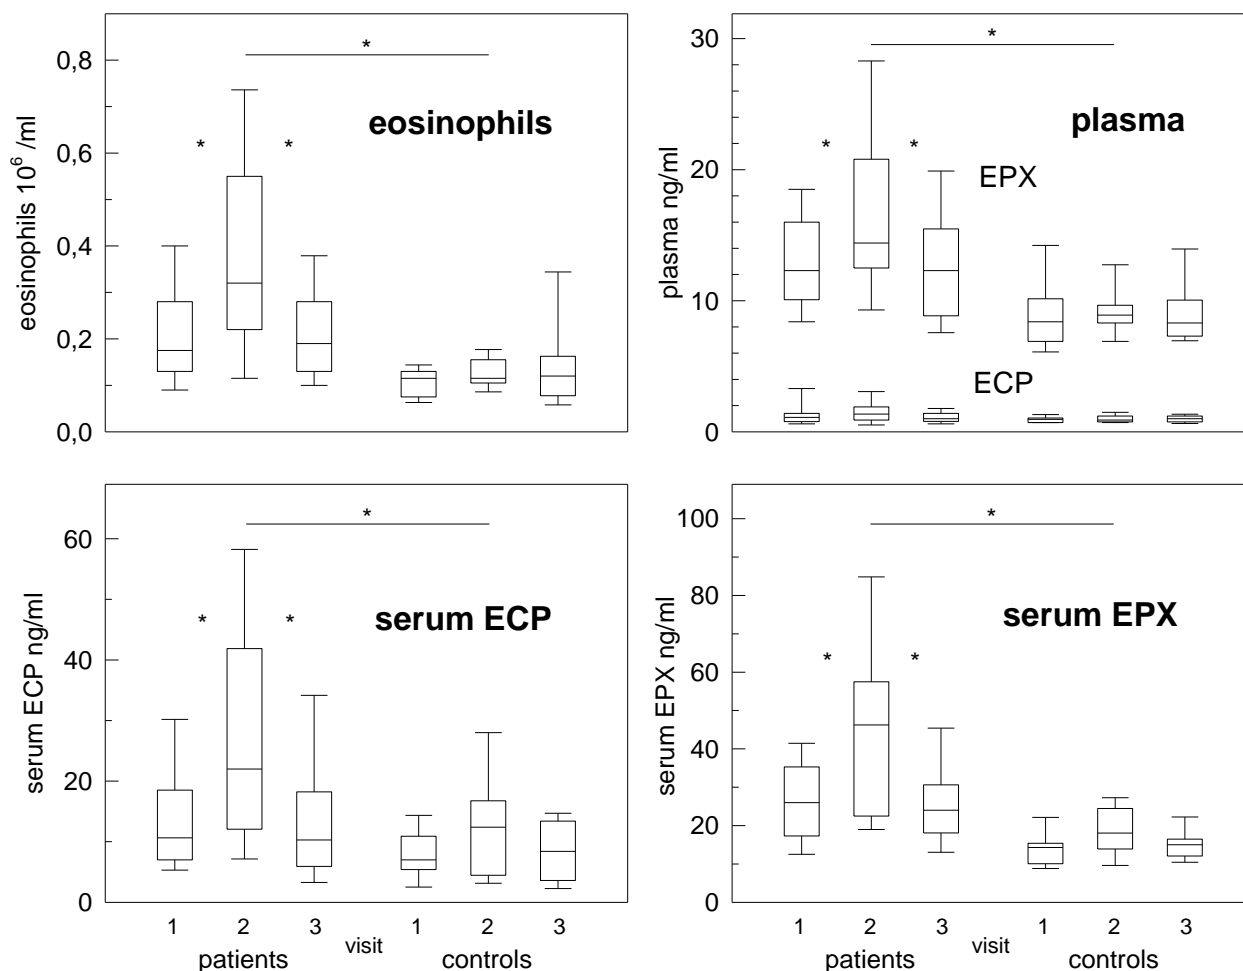 eosinophils 10⁶ /ml
0,8
0,6
0,4
0,2
0,0
*
*
*
eosinophils
plasma ng/ml
30
20
10
0
*
*
*
plasma
EPX
ECP
serum ECP ng/ml
60
40
20
0
*
*
*
serum ECP
1
2
3
visit
1
2
3
patients
controls
serum EPX ng/ml
100
80
60
40
20
0
*
*
*
serum EPX
1
2
3
visit
1
2
3
patients
controls